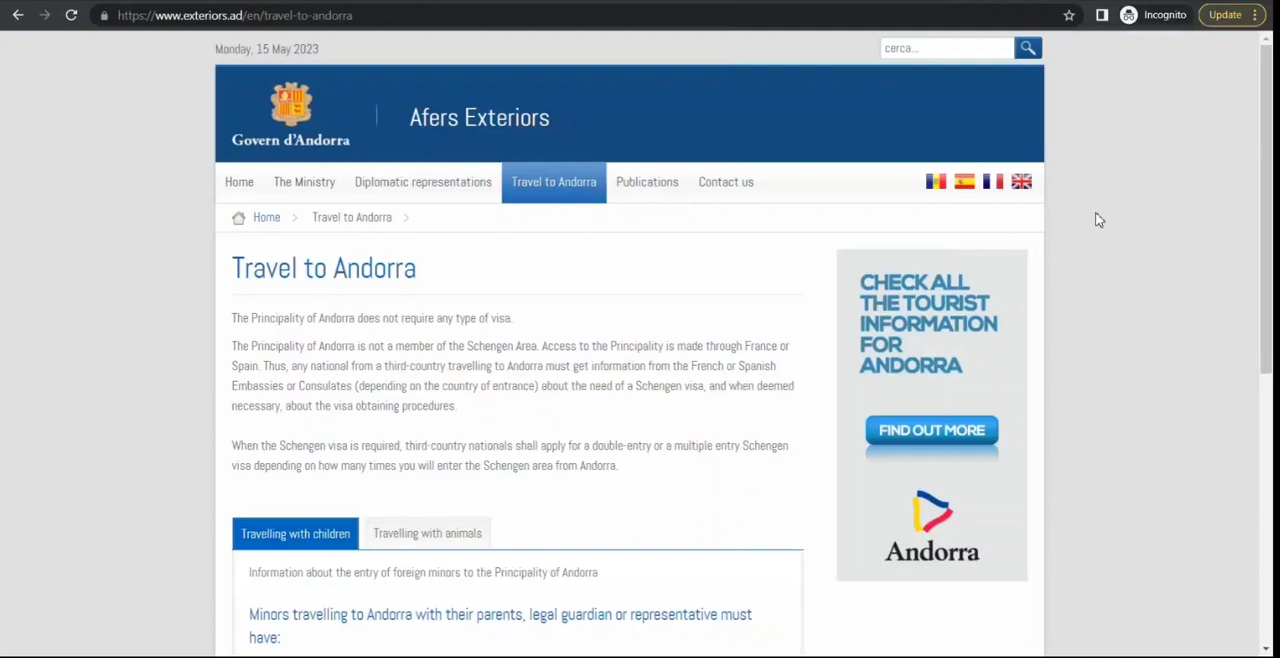 https://www.exteriors.ad/en/travel-to-andorra
Incognito
Update
Monday, 15 May 2023
cerca...
Govern d'Andorra
Afers Exteriors
Home
The Ministry
Diplomatic representations
Travel to Andorra
Publications
Contact us
Home > Travel to Andorra >
Travel to Andorra
The Principality of Andorra does not require any type of visa.
The Principality of Andorra is not a member of the Schengen Area. Access to the Principality is made through France or
Spain. Thus, any national from a third-country travelling to Andorra must get information from the French or Spanish
Embassies or Consulates (depending on the country of entrance) about the need of a Schengen visa, and when deemed
necessary, about the visa obtaining procedures.
When the Schengen visa is required, third-country nationals shall apply for a double-entry or a multiple entry Schengen
visa depending on how many times you will enter the Schengen area from Andorra.
Travelling with children
Travelling with animals
Information about the entry of foreign minors to the Principality of Andorra
Minors travelling to Andorra with their parents, legal guardian or representative must
have:
CHECK ALL
THE TOURIST
INFORMATION
FOR
ANDORRA
FIND OUT MORE
Andorra